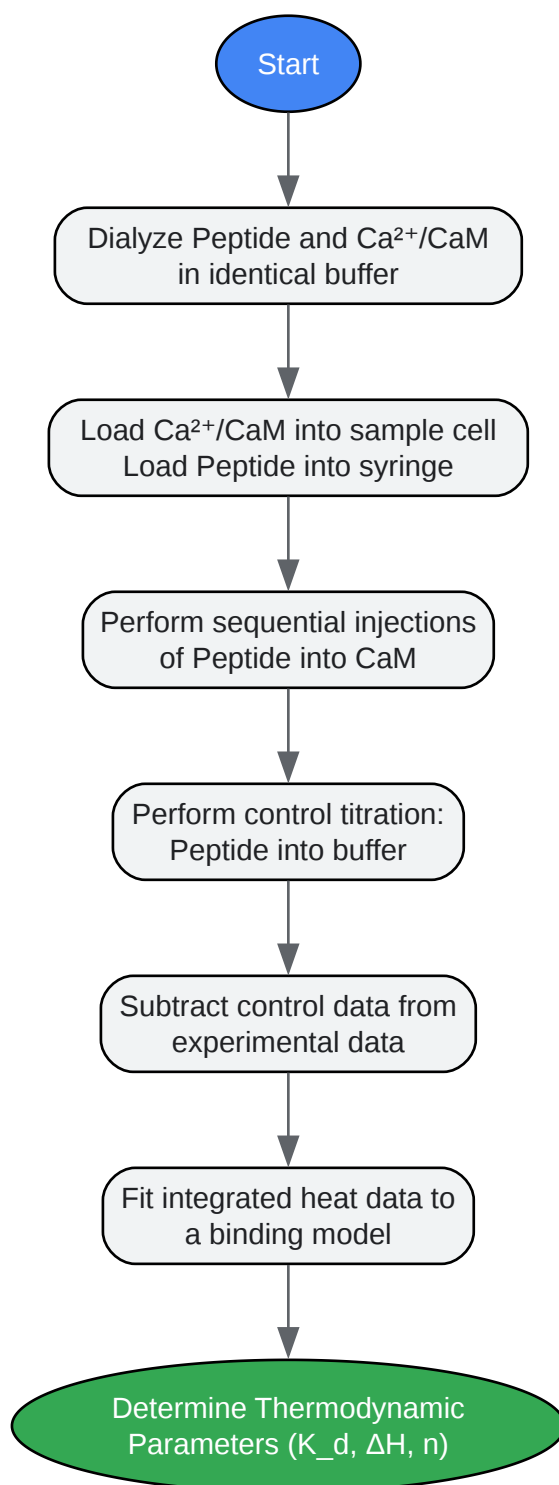 Start
Dialyze Peptide and Ca²⁺/CaM
in identical buffer
Load Ca²⁺/CaM into sample cell
Load Peptide into syringe
Perform sequential injections
of Peptide into CaM
Perform control titration:
Peptide into buffer
Subtract control data from
experimental data
Fit integrated heat data to
a binding model
Determine Thermodynamic
Parameters (K_d, ΔH, n)